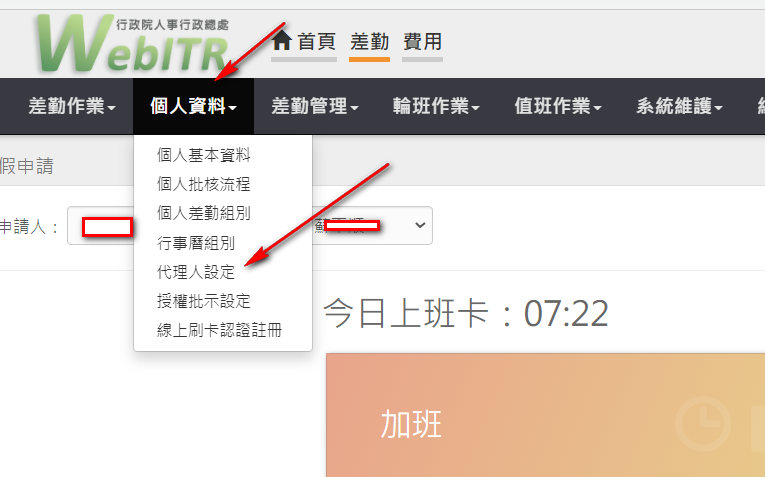 行政院人事行政總處
WebITR
首頁 差勤 費用
差勤作業 個人資料 差勤管理 輪班作業 值班作業 系統維護
假申請
個人基本資料
個人批核流程
個人差勤組別
申請人：
行事曆組別
代理人設定
授權批示設定
線上刷卡認證註冊
今日上班卡：07:22
加班